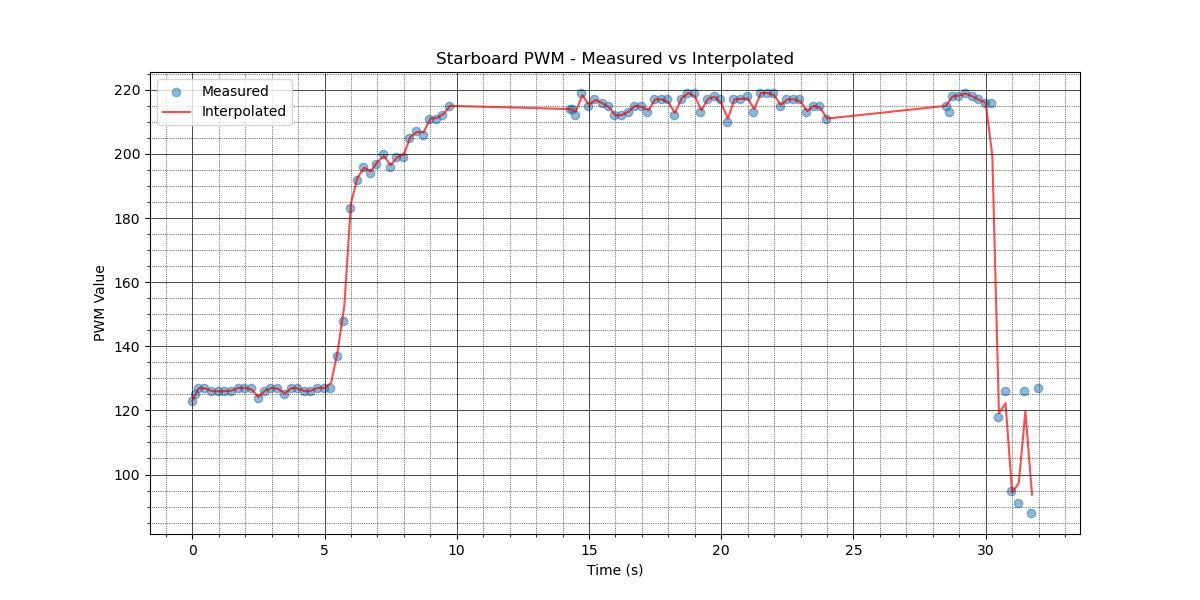 Starboard PWM - Measured vs Interpolated
Measured
Interpolated
220
200
180
160
140
120
100
PWM Value
0 5 10 15 20 25 30
Time (s)